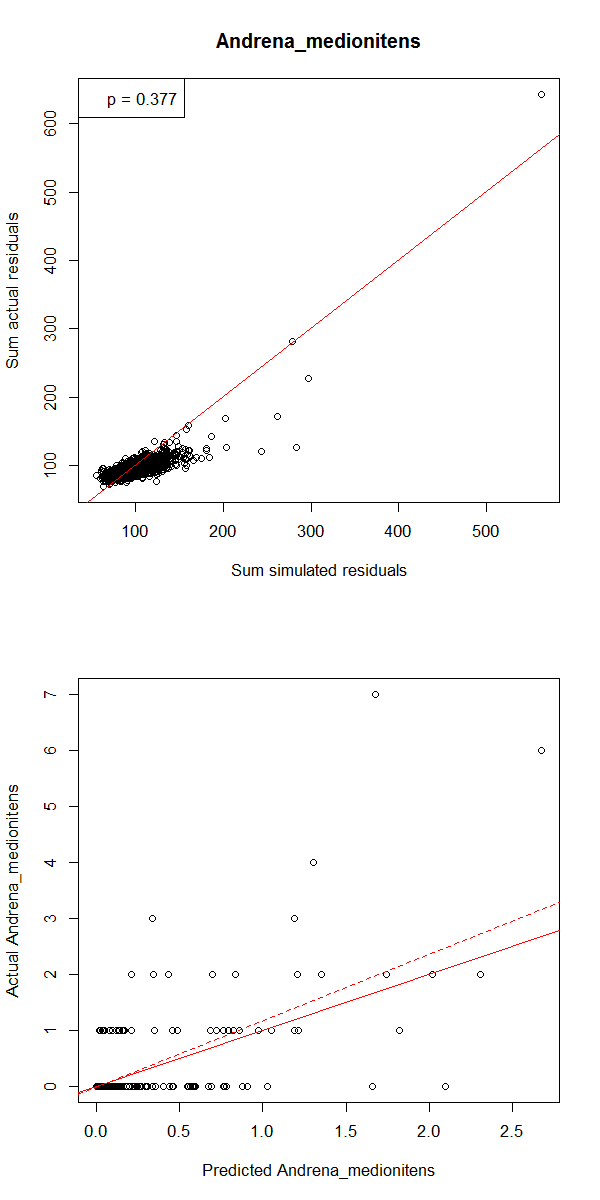 Andrena_medionitens
p = 0.377
Sum actual residuals
600
500
400
300
200
100
100 200 300 400 500
Sum simulated residuals
Actual Andrena_medionitens
7
6
5
4
3
2
1
0
0.0 0.5 1.0 1.5 2.0 2.5
Predicted Andrena_medionitens